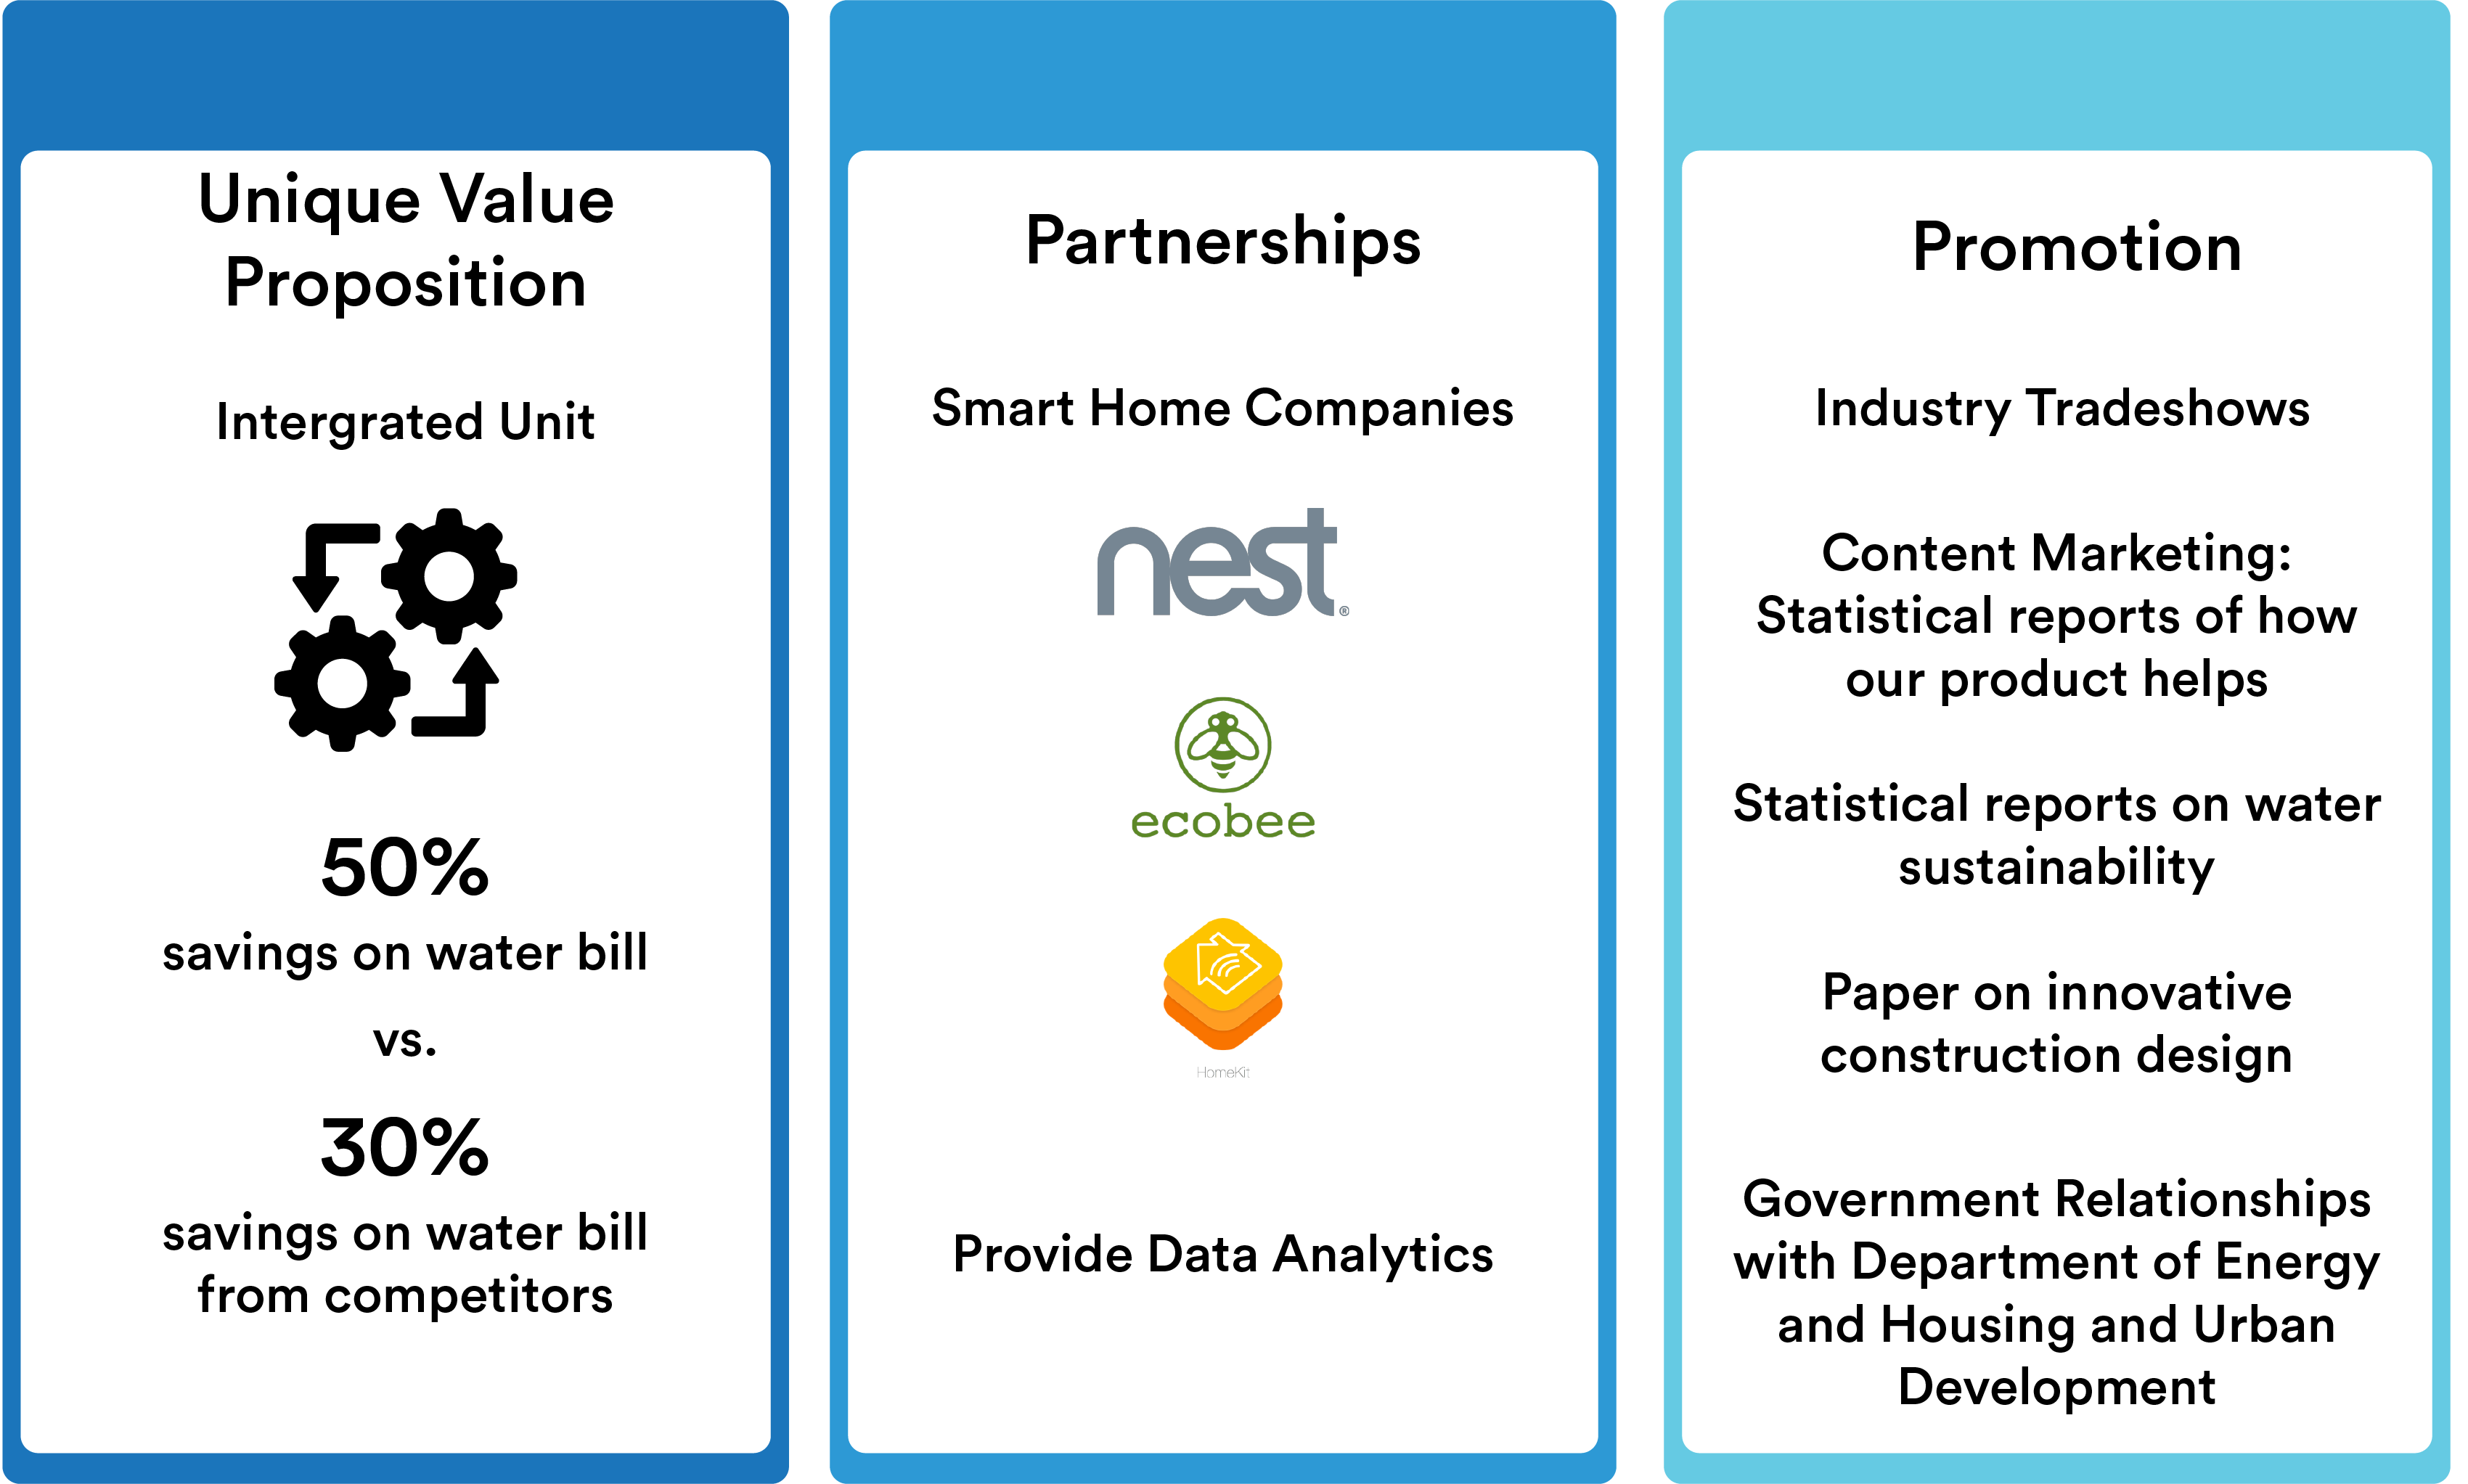 Unique Value
Proposition
Intergrated Unit
50%
savings on water bill
vs.
30%
savings on water bill
from competitors
Partnerships
Smart Home Companies
nest®
ecobee
HomeKit
Provide Data Analytics
Promotion
Industry Tradeshows
Content Marketing:
Statistical reports of how
our product helps
Statistical reports on water
sustainability
Paper on innovative
construction design
Government Relationships
with Department of Energy
and Housing and Urban
Development